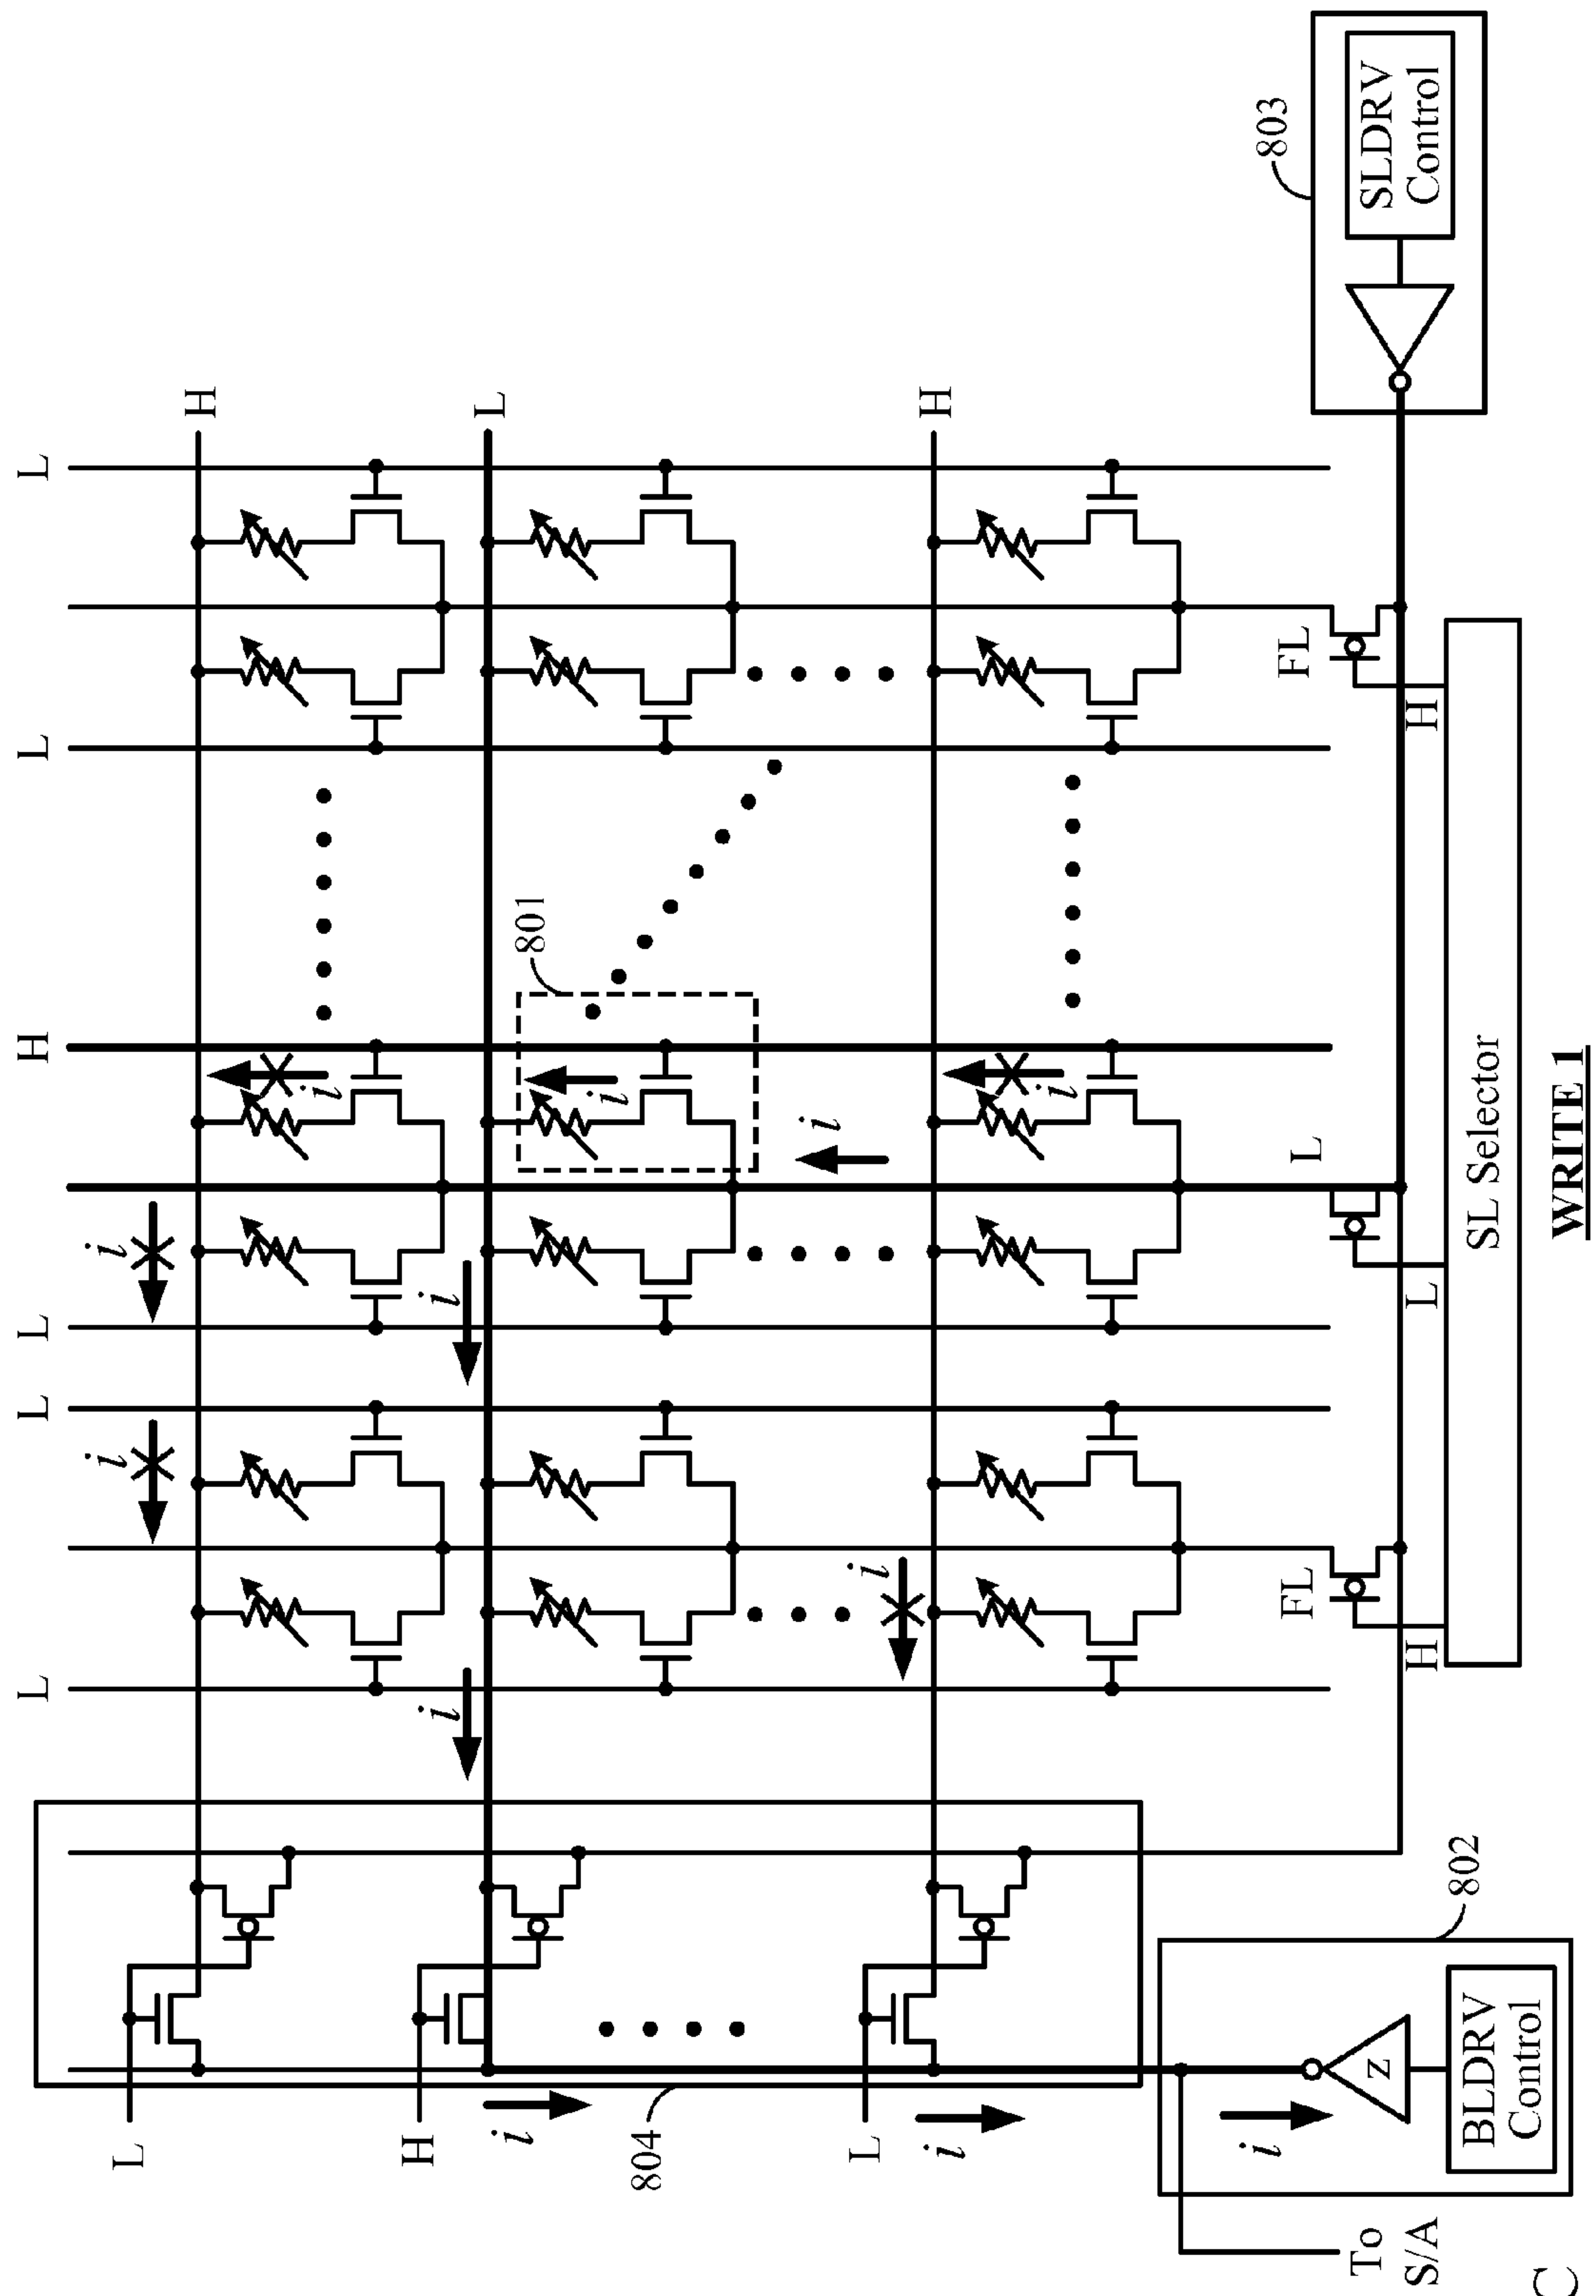 L L L H L L
i i
L
H
i
H
i i
L
i
801
i
804
i
L
i
H
i
i
i
803
FL L FL
To
S/A
SLDRV
Control
z
H L H
802
BLDRV
Control
SL Selector
WRITE 1